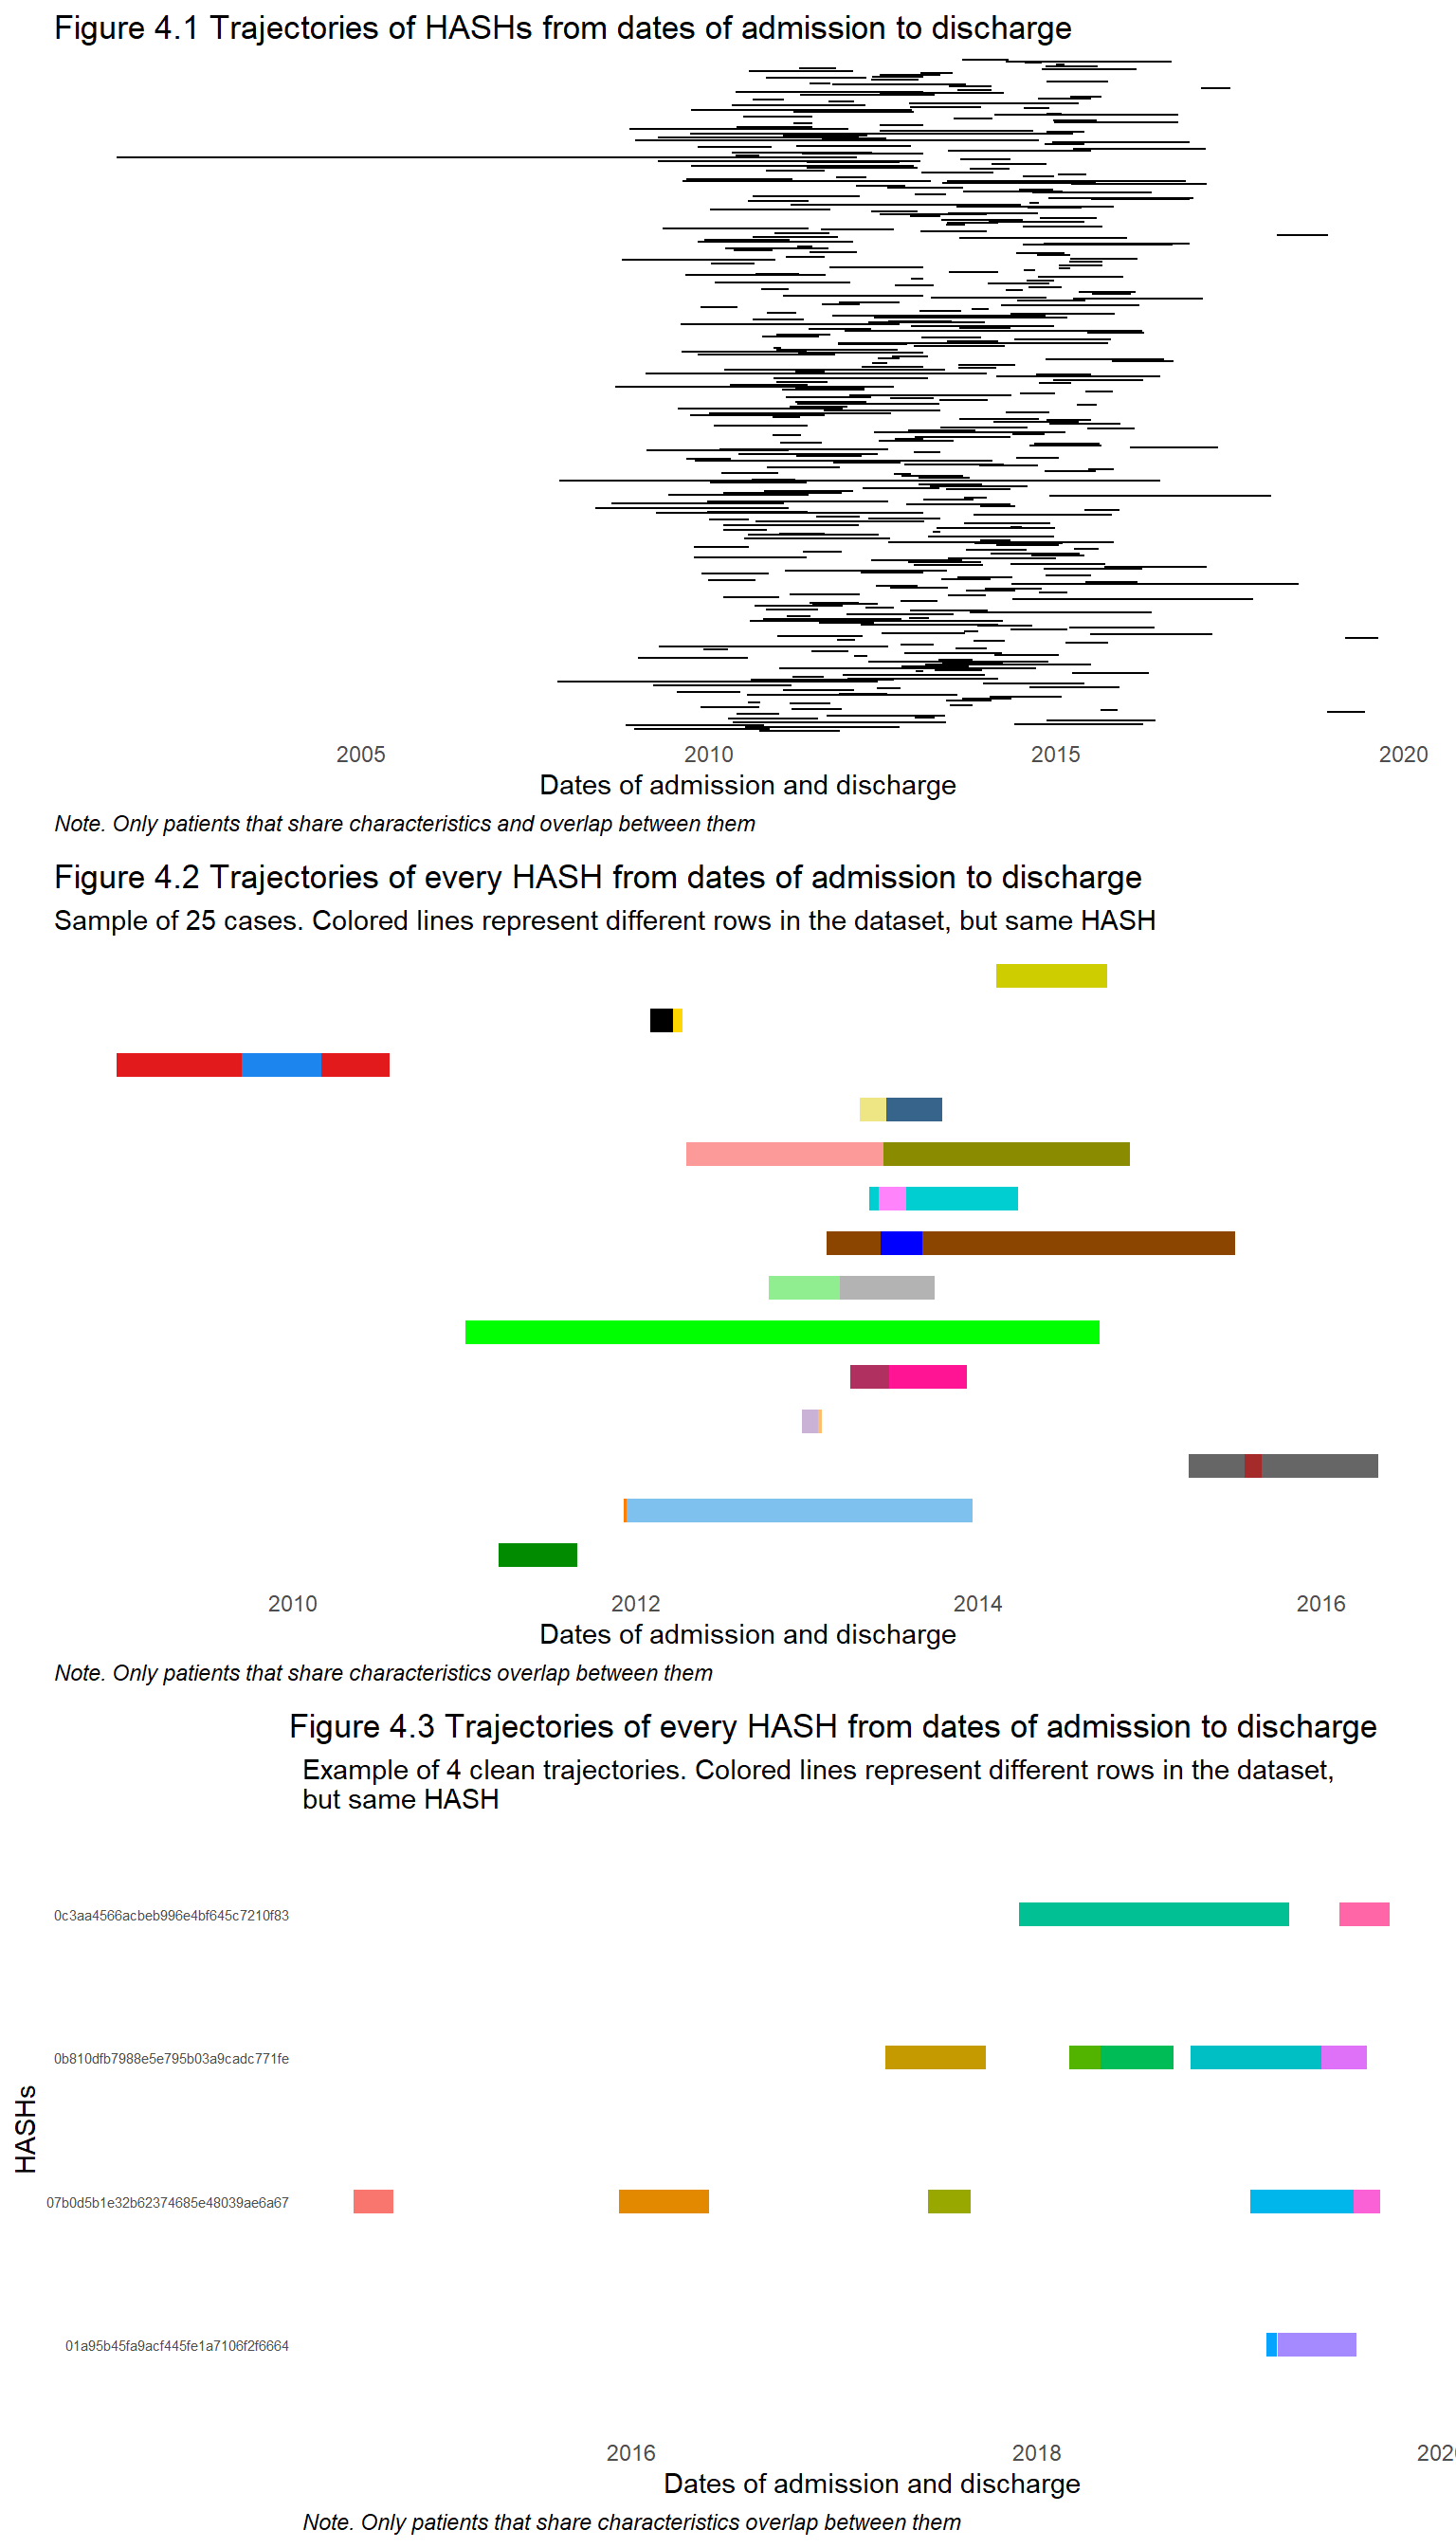 Figure 4.1 Trajectories of HASHs from dates of admission to discharge
2005 2010 2015 2020
Dates of admission and discharge
Note. Only patients that share characteristics and overlap between them
Figure 4.2 Trajectories of every HASH from dates of admission to discharge
Sample of 25 cases. Colored lines represent different rows in the dataset, but same HASH
2010 2012 2014 2016
Dates of admission and discharge
Note. Only patients that share characteristics overlap between them
Figure 4.3 Trajectories of every HASH from dates of admission to discharge
Example of 4 clean trajectories. Colored lines represent different rows in the dataset,
but same HASH
0c3aa4566acbeb996e4bf645c7210f83
0b810dfb7988e5e795b03a9cadc771fe
HASHs
07b0d5b1e32b62374685e48039ae6a67
01a95b45fa9acf445fe1a7106f2f6664
2016 2018
Dates of admission and discharge
Note. Only patients that share characteristics overlap between them